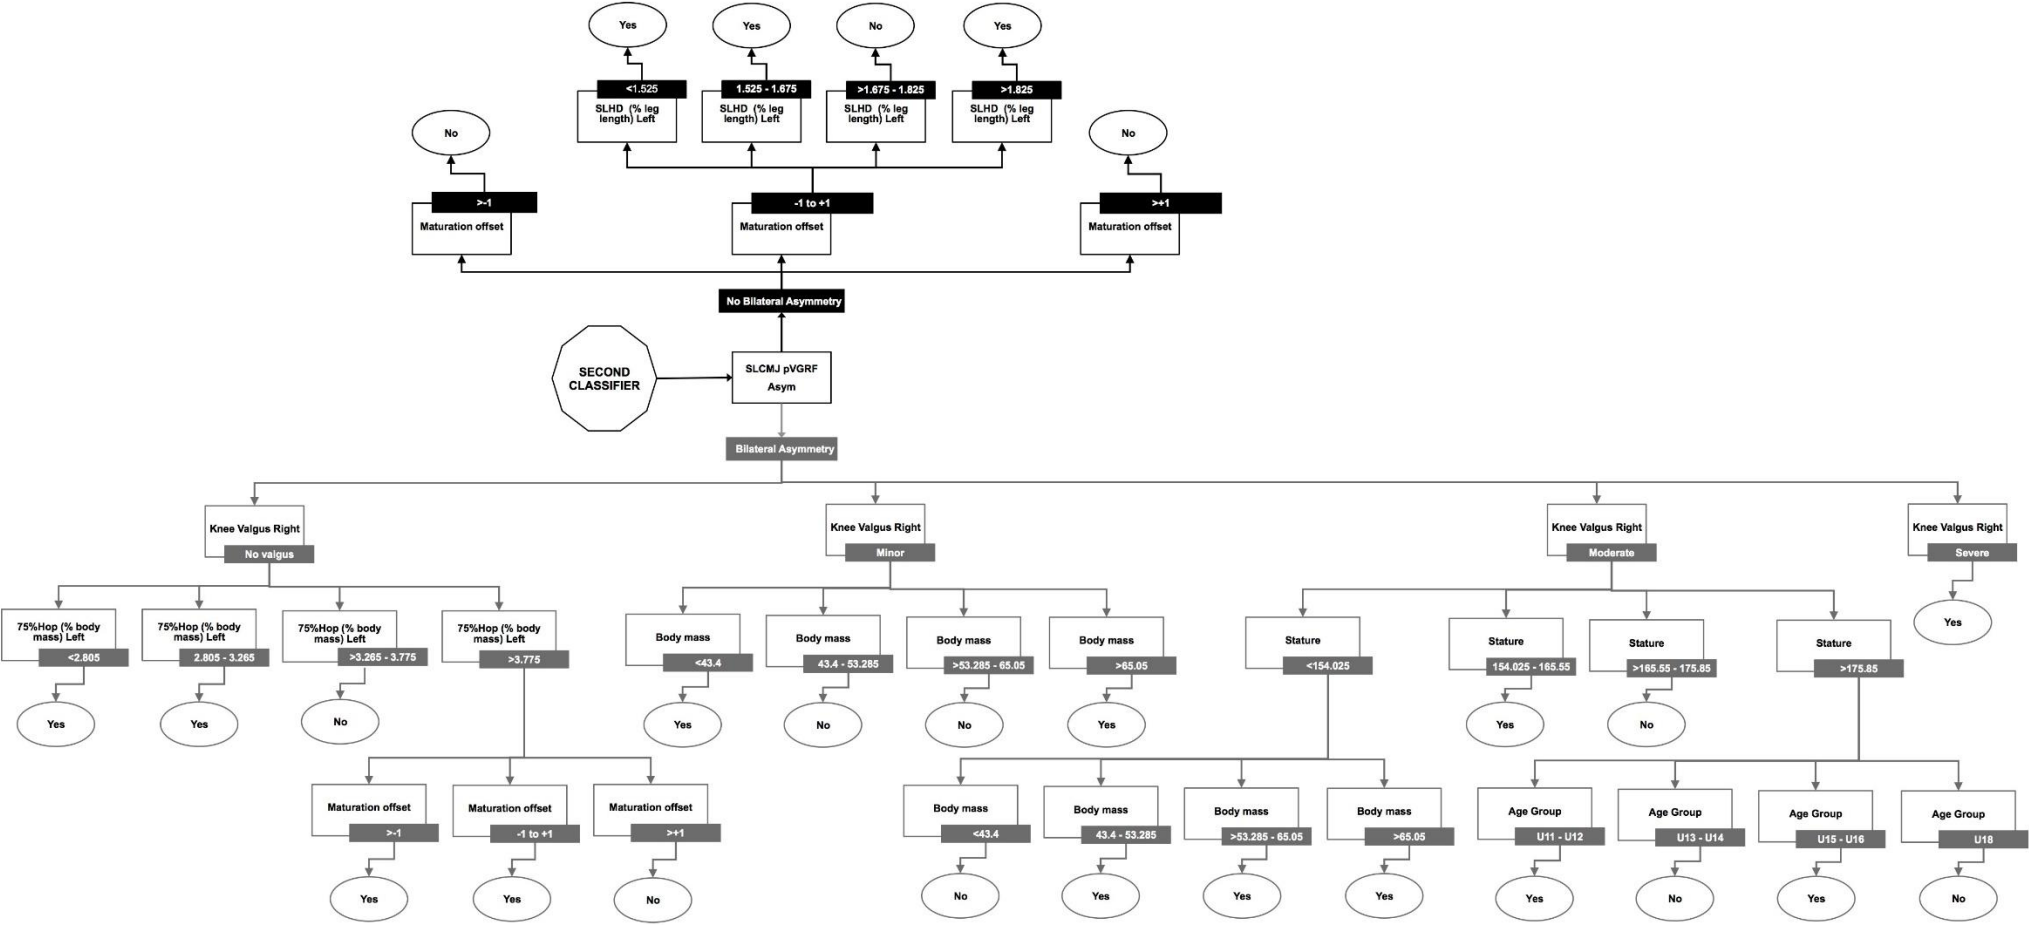 Yes
Yes
No
Yes
<1.525
1.525 - 1.675
>1.675 - 1.825
>1.825
SLHD (% leg
length) Left
SLHD (% leg
length) Left
SLHD (% leg
length) Left
SLHD (% leg
length) Left
No
No
>-1
-1 to +1
>+1
Maturation offset
Maturation offset
Maturation offset
No Bilateral Asymmetry
SECOND
CLASSIFIER
SLCMJ pVGRF
Asym
Bilateral Asymmetry
Knee Valgus Right
No valgus
Knee Valgus Right
Minor
Knee Valgus Right
Moderate
Knee Valgus Right
Severe
75%Hop (% body
mass) Left
<2.805
75%Hop (% body
mass) Left
2.805 - 3.265
75%Hop (% body
mass) Left
>3.265 - 3.775
75%Hop (% body
mass) Left
>3.775
Body mass
<43.4
Body mass
43.4 - 53.285
Body mass
>53.285 - 65.05
Body mass
>65.05
Stature
<154.025
Stature
154.025 - 165.55
Stature
>165.55 - 175.85
Stature
>175.85
Yes
Yes
Yes
No
Yes
No
No
Yes
Yes
No
Maturation offset
>-1
Maturation offset
-1 to +1
Maturation offset
>+1
Body mass
<43.4
Body mass
43.4 - 53.285
Body mass
>53.285 - 65.05
Body mass
>65.05
Age Group
U11 - U12
Age Group
U13 - U14
Age Group
U15 - U16
Age Group
U18
Yes
Yes
No
No
Yes
Yes
Yes
Yes
No
Yes
No